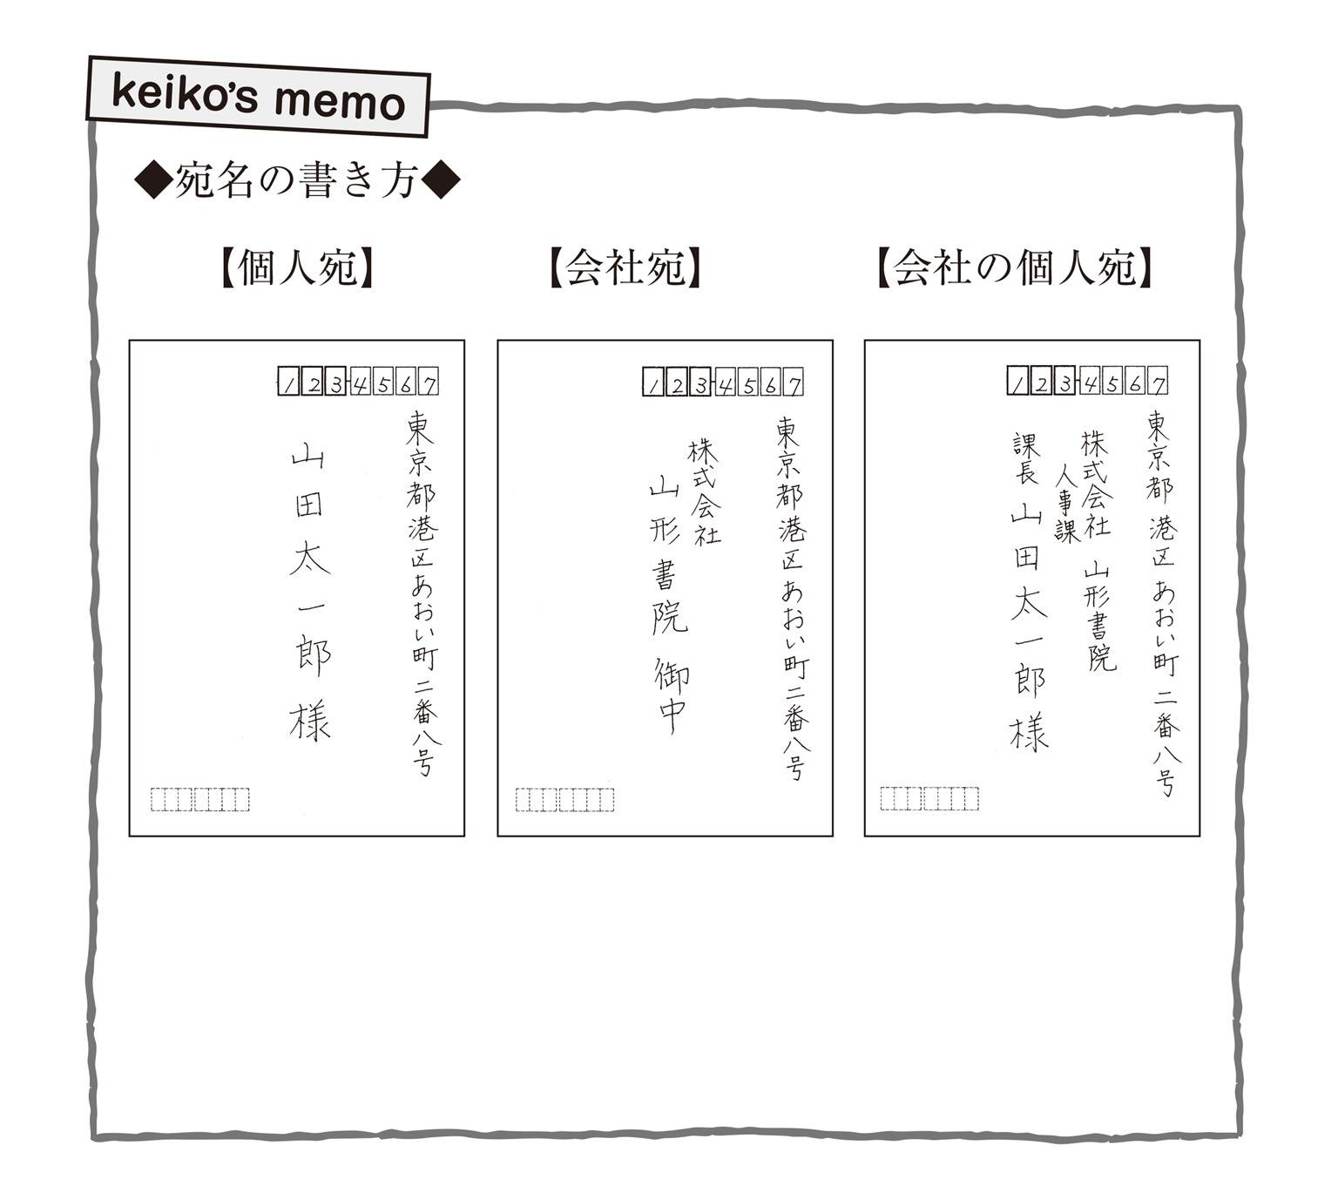 keiko's memo
◆宛名の書き方◆
【個人宛】
1234567
東京都港区あおい町二番八号
山田太一郎様
【会社宛】
1234567
東京都港区あおい町二番八号
株式会社
山形書院 御中
【会社の個人宛】
1234567
東京都港区あおい町二番八号
株式会社 山形書院
人事課
課長 山田太一郎様